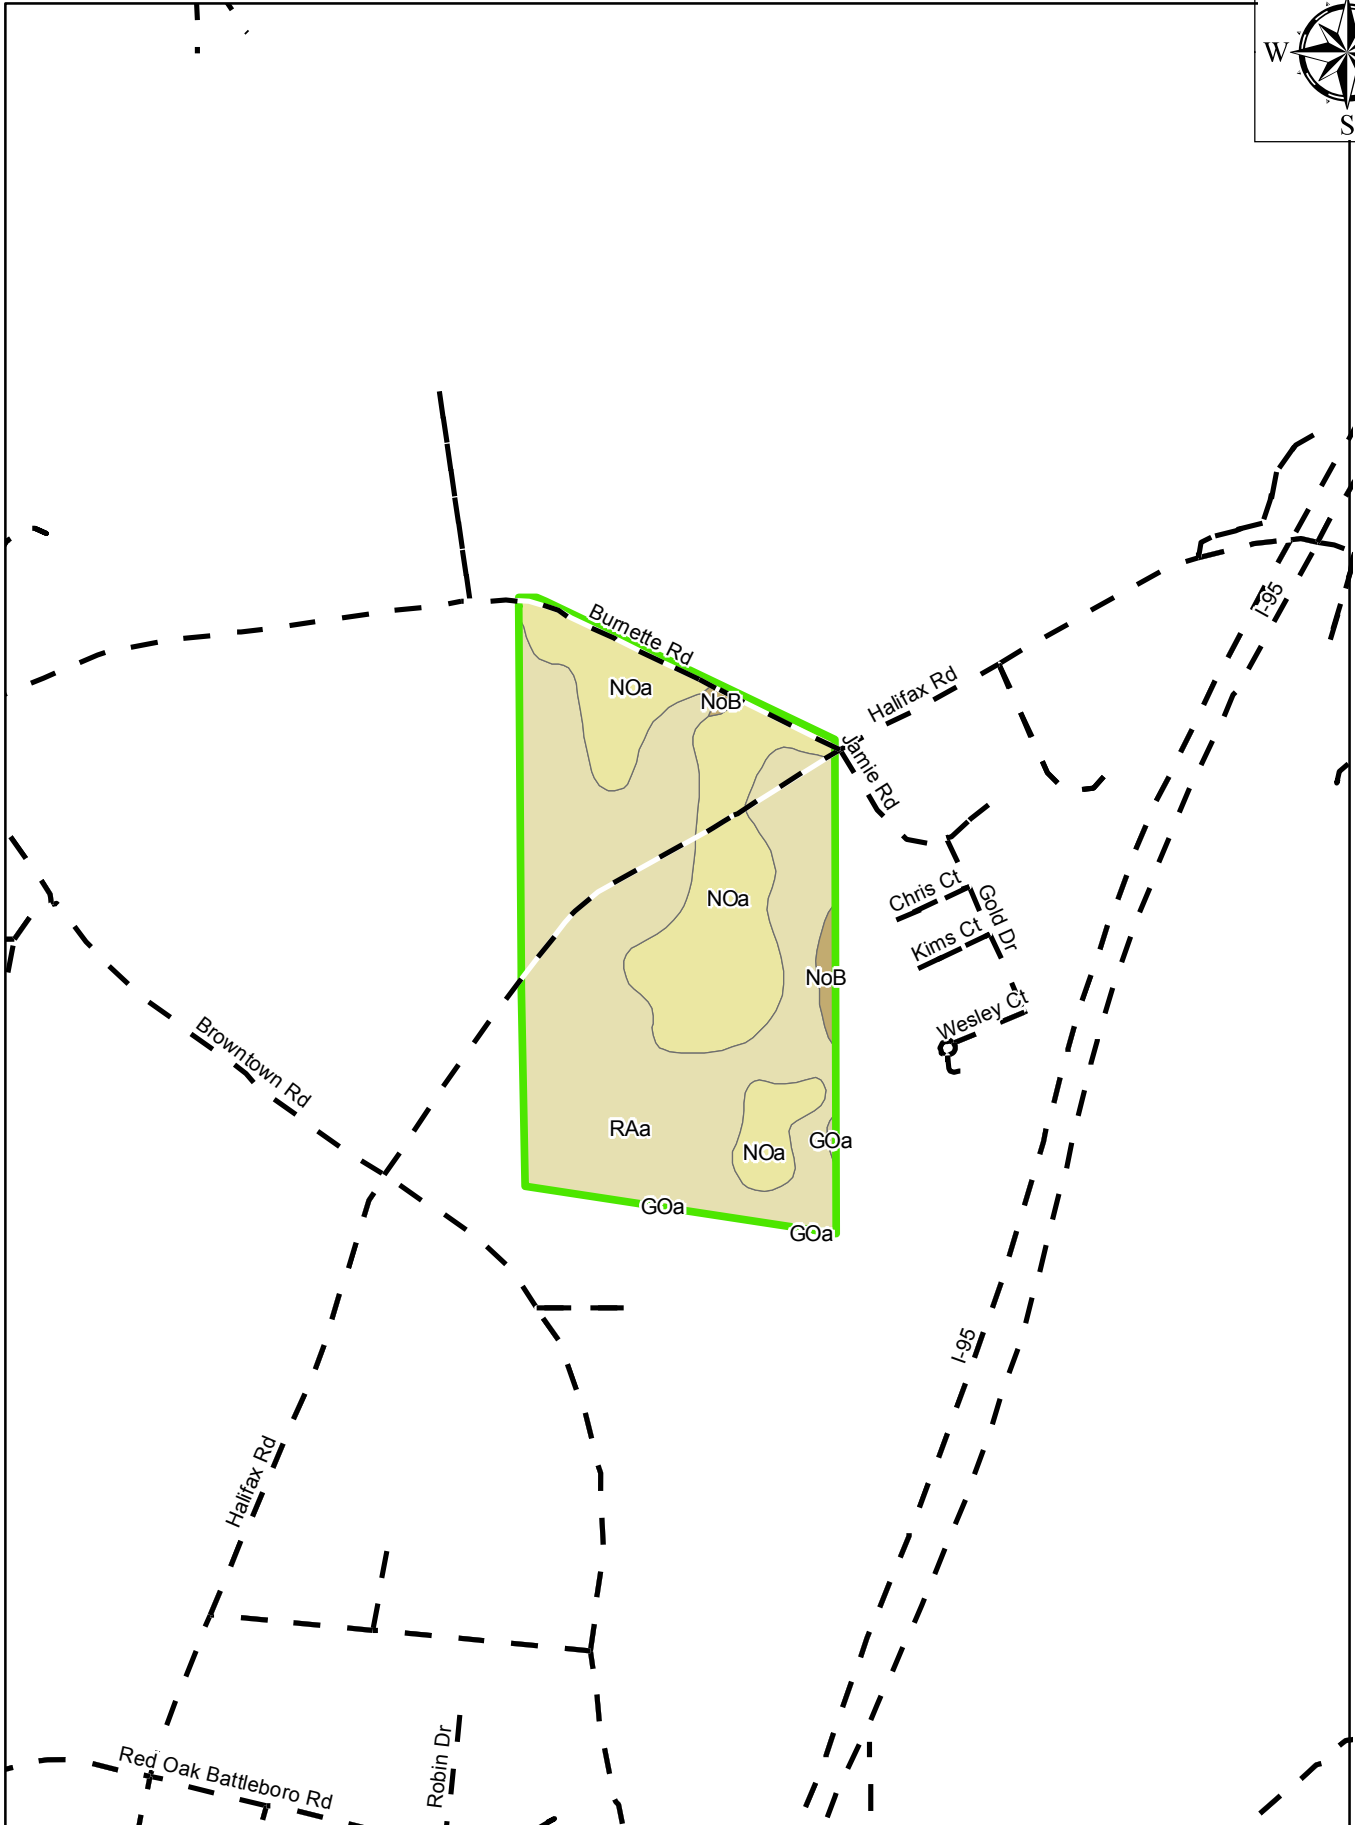 W
S
Burnette Rd
NOa
NoB
Halifax Rd
I-95
Jamie Rd
NOa
Chris Ct
Gold Dr
Kims Ct
NoB
Wesley Ct
Browntown Rd
RAa
NOa
GOa
GOa
GOa
I-95
Halifax Rd
Robin Dr
Red Oak Battleboro Rd